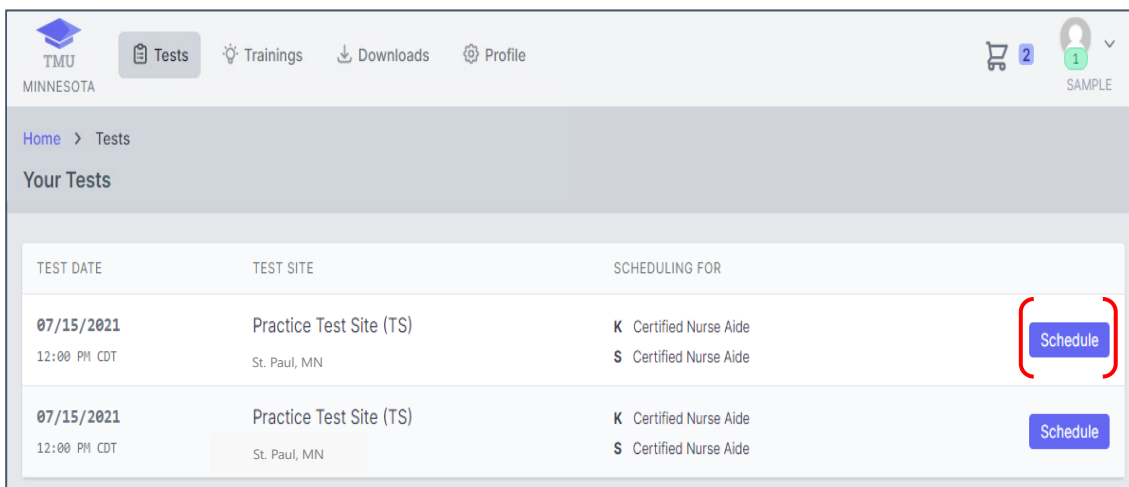 TMU
MINNESOTA
Tests
Trainings
Downloads
Profile
2
1
SAMPLE
Home > Tests
Your Tests
TEST DATE TEST SITE SCHEDULING FOR
07/15/2021 Practice Test Site (TS) K Certified Nurse Aide
12:00 PM CDT St. Paul, MN S Certified Nurse Aide
Schedule
07/15/2021 Practice Test Site (TS) K Certified Nurse Aide
12:00 PM CDT St. Paul, MN S Certified Nurse Aide
Schedule